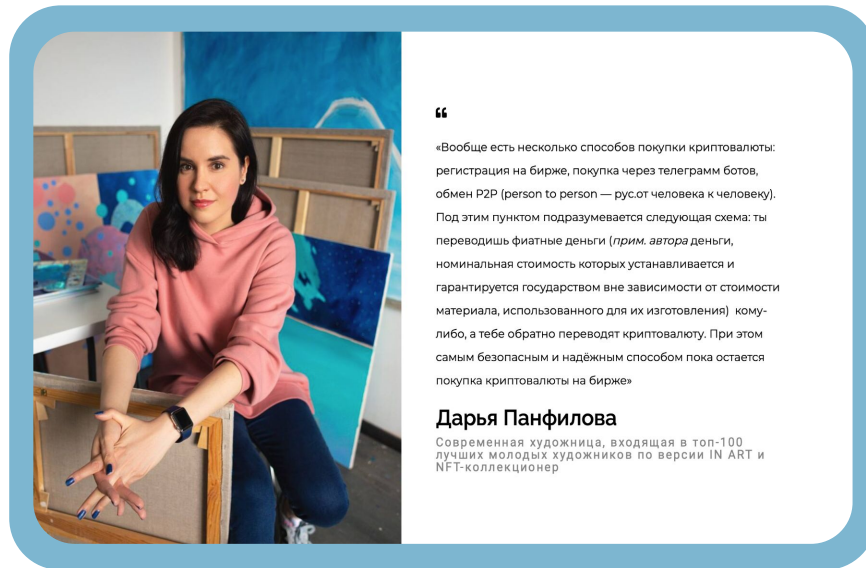 “
«Вообще есть несколько способов покупки криптовалюты:
регистрация на бирже, покупка через телеграмм ботов,
обмен P2P (person to person — рус.от человека к человеку).
Под этим пунктом подразумевается следующая схема: ты
переводишь фиатные деньги (прим. автора деньги,
номинальная стоимость которых устанавливается и
гарантируется государством вне зависимости от стоимости
материала, использованного для их изготовления)  кому-
либо, а тебе обратно переводят криптовалюту. При этом
самым безопасным и надёжным способом пока остается
покупка криптовалюты на бирже»
Дарья Панфилова
Современная художница, входящая в топ-100
лучших молодых художников по версии IN ART и
NFT-коллекционер